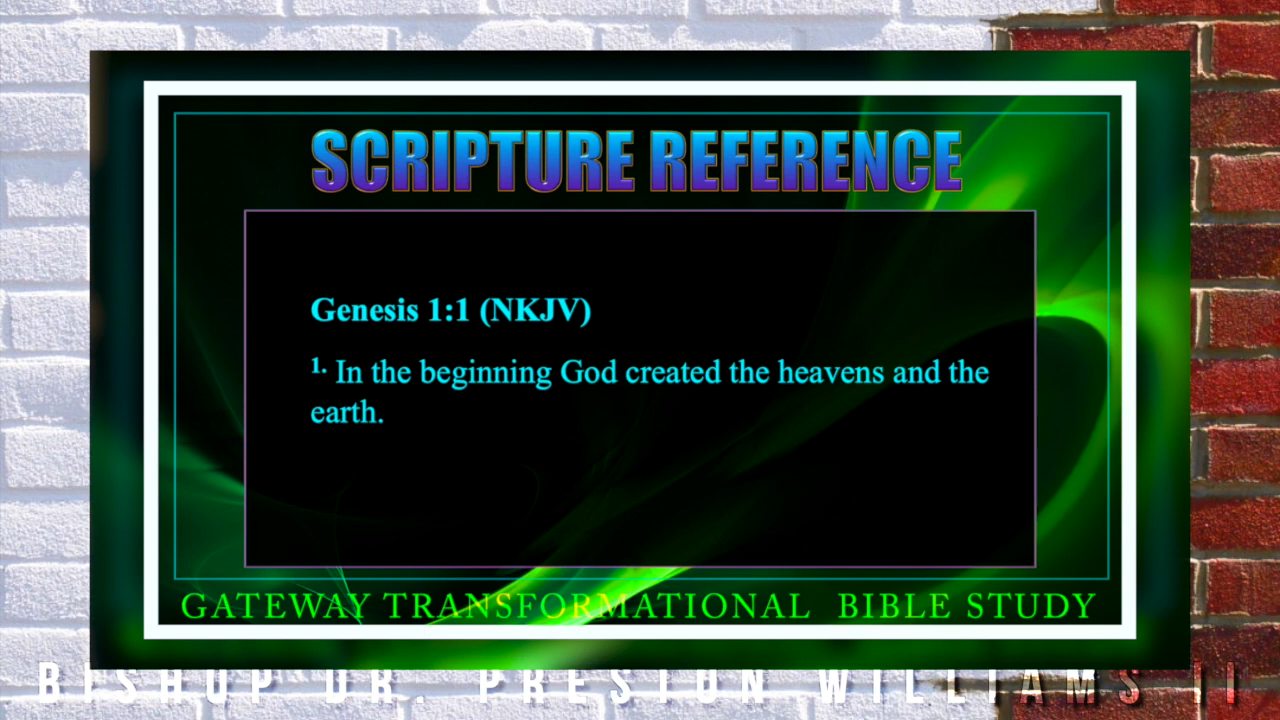 SCRIPTURE REFERENCE
Genesis 1:1 (NKJV)
1. In the beginning God created the heavens and the
earth.
GATEWAY TRANSFORMATIONAL BIBLE STUDY
BISHOP DR. PRESTON WILLIAMS II